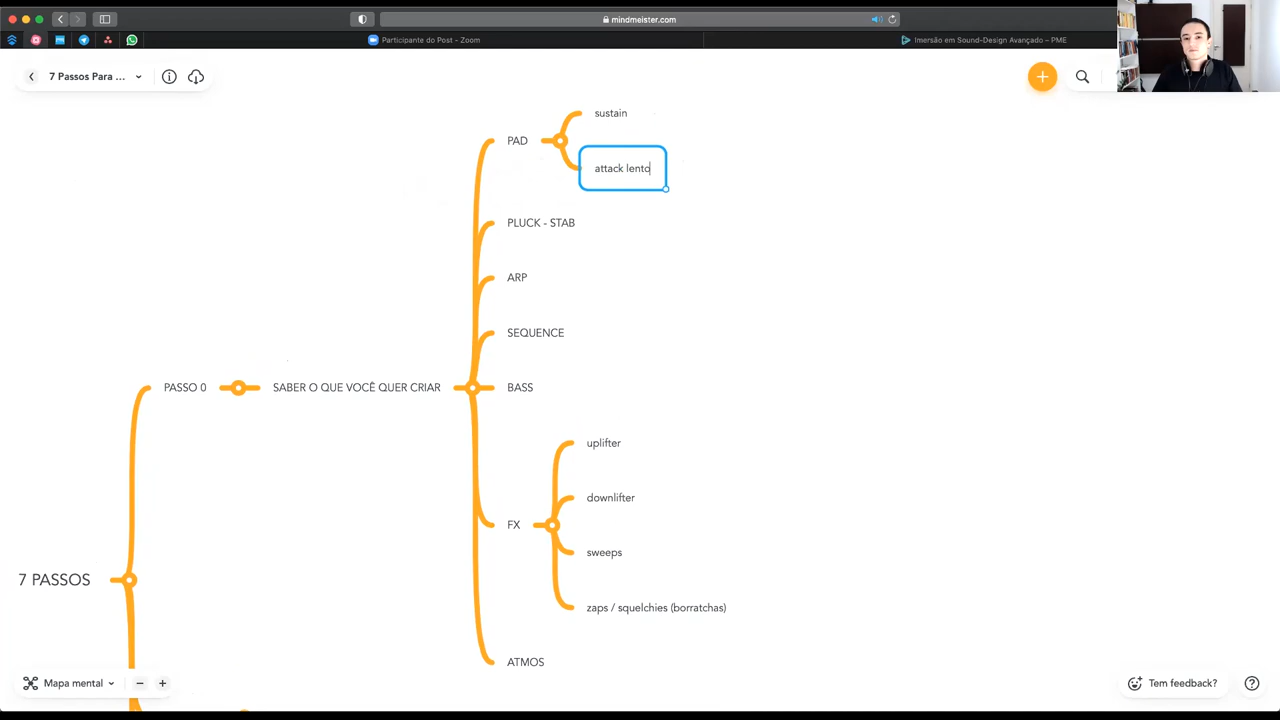 mindmeister.com
Participante do Post - Zoom
Imersão em Sound-Design Avançado – PME
7 Passos Para ...
sustain
PAD
attack lento
PLUCK - STAB
ARP
SEQUENCE
PASSO 0
SABER O QUE VOCÊ QUER CRIAR
BASS
uplifter
downlifter
FX
sweeps
7 PASSOS
zaps / squelchies (borratchas)
ATMOS
Mapa mental
Tem feedback?